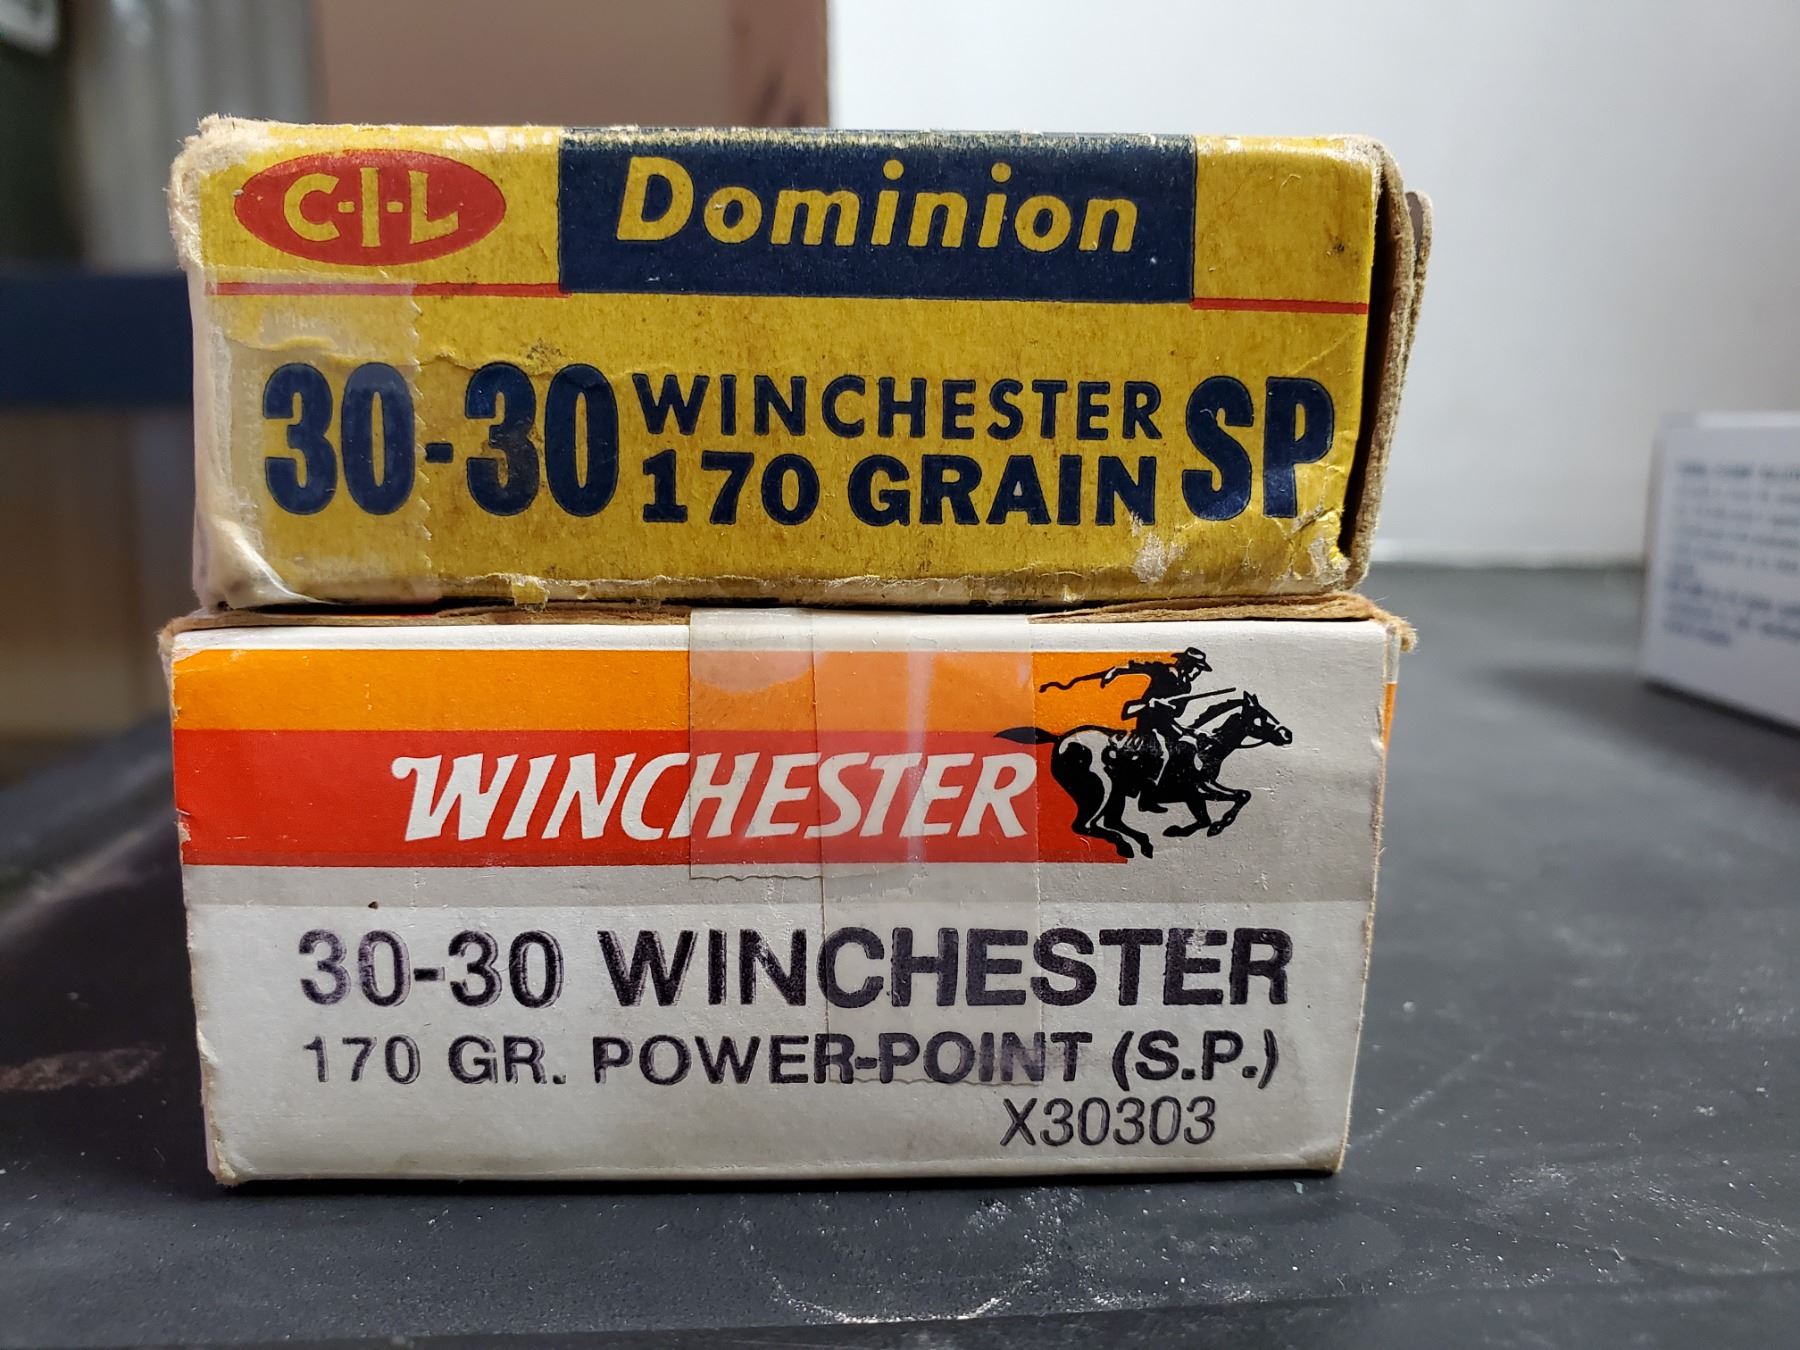 C-I-L Dominion
30-30 WINCHESTER 170 GRAIN SP
WINCHESTER
30-30 WINCHESTER
170 GR. POWER-POINT (S.P.)
X30303